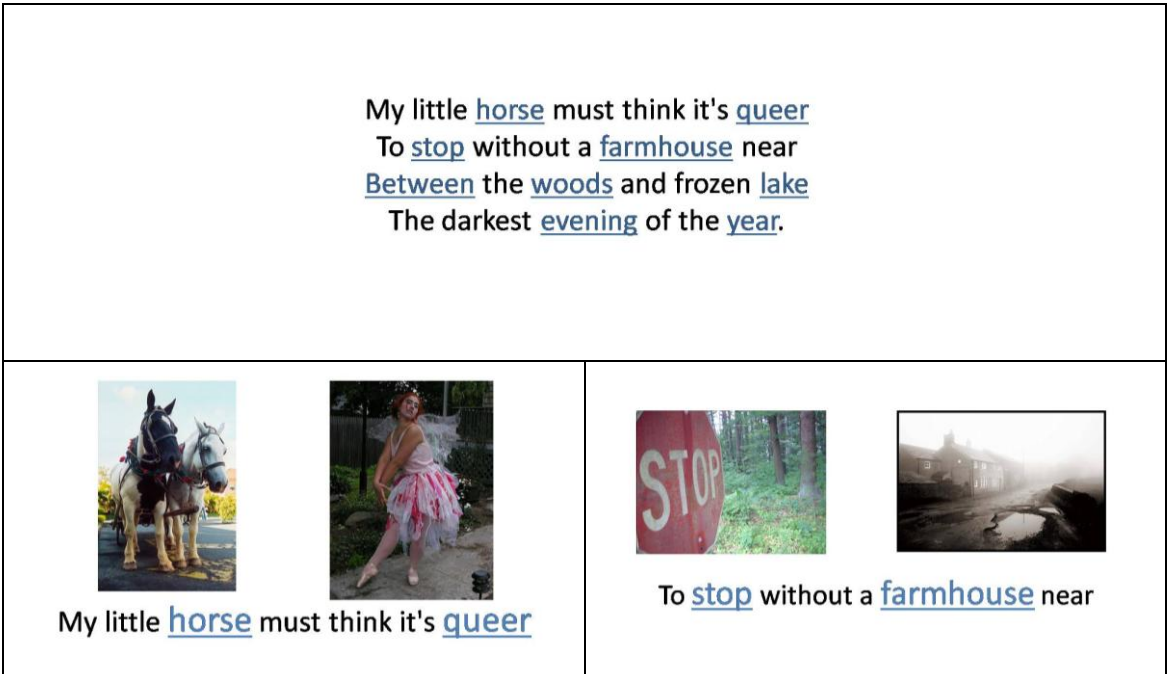 My little horse must think it's queer
To stop without a farmhouse near
Between the woods and frozen lake
The darkest evening of the year.
STOP
My little horse must think it's queer
To stop without a farmhouse near